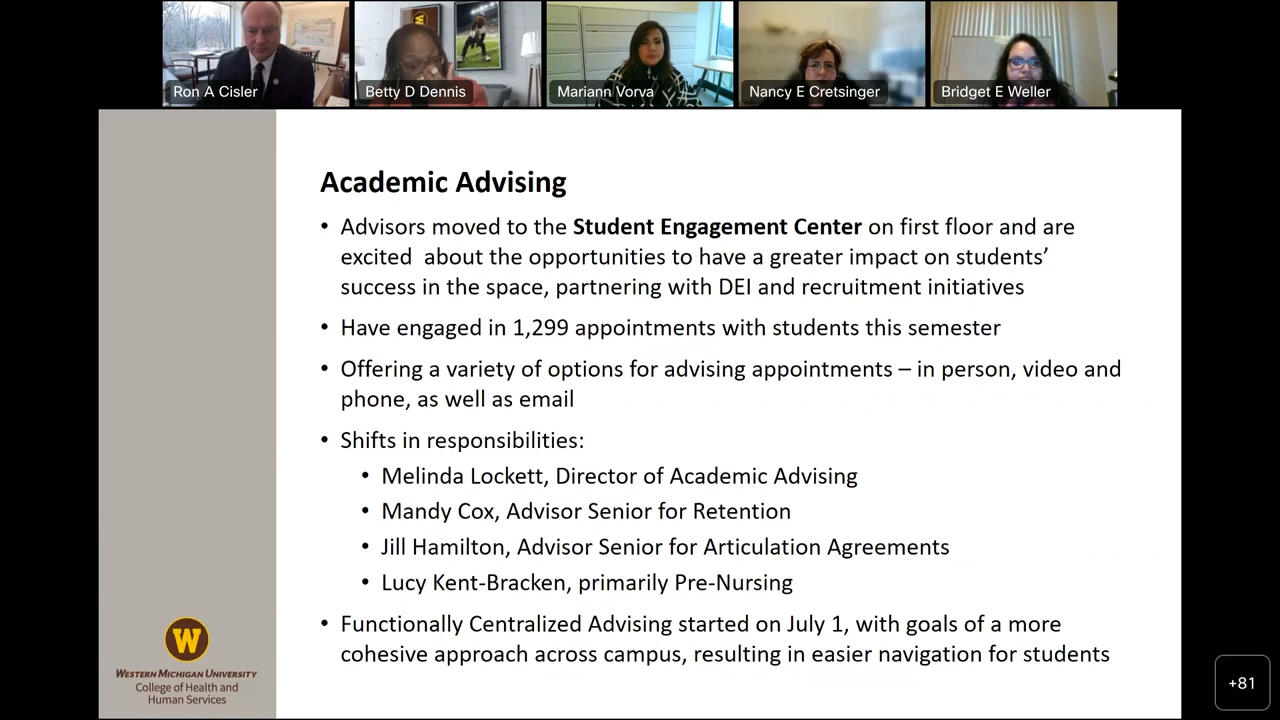 Ron A Cisler
Betty D Dennis
Mariann Vorva
Nancy E Cretsinger
Bridget E Weller
Academic Advising
• Advisors moved to the Student Engagement Center on first floor and are
excited about the opportunities to have a greater impact on students’
success in the space, partnering with DEI and recruitment initiatives
• Have engaged in 1,299 appointments with students this semester
• Offering a variety of options for advising appointments – in person, video and
phone, as well as email
• Shifts in responsibilities:
• Melinda Lockett, Director of Academic Advising
• Mandy Cox, Advisor Senior for Retention
• Jill Hamilton, Advisor Senior for Articulation Agreements
• Lucy Kent-Bracken, primarily Pre-Nursing
• Functionally Centralized Advising started on July 1, with goals of a more
cohesive approach across campus, resulting in easier navigation for students
W
WESTERN MICHIGAN UNIVERSITY
College of Health and
Human Services
+81